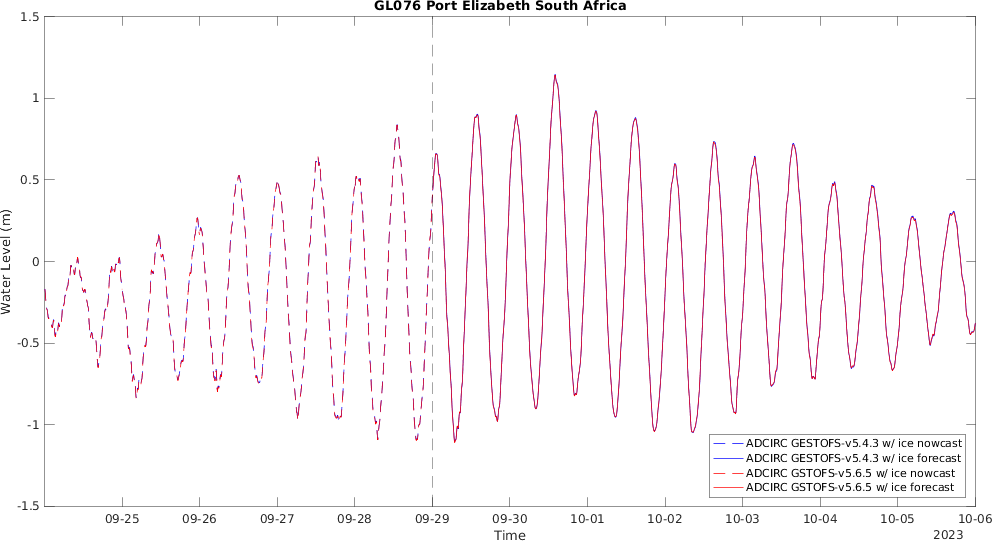 GL076 Port Elizabeth South Africa
1.5
1
0.5
0
-0.5
-1
-1.5
Water Level (m)
ADCIRC GESTOFS-v5.4.3 w/ ice nowcast
ADCIRC GESTOFS-v5.4.3 w/ ice forecast
ADCIRC GSTOFS-v5.6.5 w/ ice nowcast
ADCIRC GSTOFS-v5.6.5 w/ ice forecast
09-25 09-26 09-27 09-28 09-29 09-30 10-01 10-02 10-03 10-04 10-05 10-06
Time
2023